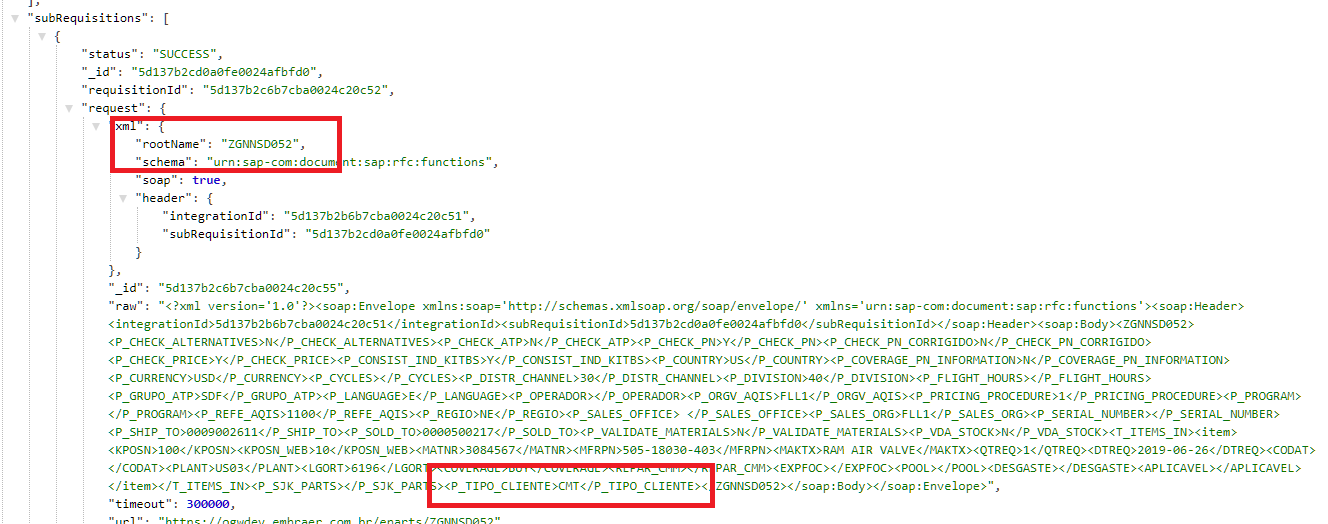 ],
"subRequisitions": [
{
"status": "SUCCESS",
"_id": "5d137b2cd0a0fe0024afbfd0",
"requisitionId": "5d137b2c6b7cba0024c20c52",
"request": {
"xml": {
"rootName": "ZGNNSD052",
"schema": "urn:sap-com:document:sap:rfc:functions",
"soap": true,
"header": {
"integrationId": "5d137b2b6b7cba0024c20c51",
"subRequisitionId": "5d137b2cd0a0fe0024afbfd0"
}
},
"_id": "5d137b2c6b7cba0024c20c55",
"raw": "<?xml version='1.0'?><soap:Envelope xmlns:soap='http://schemas.xmlsoap.org/soap/envelope/' xmlns='urn:sap-com:document:sap:rfc:functions'><soap:Header>
<integrationId>5d137b2b6b7cba0024c20c51</integrationId><subRequisitionId>5d137b2cd0a0fe0024afbfd0</subRequisitionId></soap:Header><soap:Body><ZGNNSD052>
<P_CHECK_ALTERNATIVES>N</P_CHECK_ALTERNATIVES><P_CHECK_ATP>N</P_CHECK_ATP><P_CHECK_PN>Y</P_CHECK_PN><P_CHECK_PN_CORRIGIDO>N</P_CHECK_PN_CORRIGIDO>
<P_CHECK_PRICE>Y</P_CHECK_PRICE><P_CONSIST_IND_KITBS>Y</P_CONSIST_IND_KITBS><P_COUNTRY>US</P_COUNTRY><P_COVERAGE_PN_INFORMATION>N</P_COVERAGE_PN_INFORMATION>
<P_CURRENCY>USD</P_CURRENCY><P_CYCLES></P_CYCLES><P_DISTR_CHANNEL>30</P_DISTR_CHANNEL><P_DIVISION>40</P_DIVISION><P_FLIGHT_HOURS></P_FLIGHT_HOURS>
<P_GRUPO_ATP>SDF</P_GRUPO_ATP><P_LANGUAGE>E</P_LANGUAGE><P_OPERADOR></P_OPERADOR><P_ORGV_AQIS>FLL1</P_ORGV_AQIS><P_PRICING_PROCEDURE>1</P_PRICING_PROCEDURE><P_PROGRAM>
</P_PROGRAM><P_REFE_AQIS>1100</P_REFE_AQIS><P_REGIO>NE</P_REGIO><P_SALES_OFFICE> </P_SALES_OFFICE><P_SALES_ORG>FLL1</P_SALES_ORG><P_SERIAL_NUMBER></P_SERIAL_NUMBER>
<P_SHIP_TO>0009002611</P_SHIP_TO><P_SOLD_TO>0000500217</P_SOLD_TO><P_VALIDATE_MATERIALS>N</P_VALIDATE_MATERIALS><P_VDA_STOCK>N</P_VDA_STOCK><T_ITEMS_IN><item>
<KPOSN>100</KPOSN><KPOSN_WEB>10</KPOSN_WEB><MATNR>3084567</MATNR><MFRPN>505-18030-403</MFRPN><MAKTX>RAM AIR VALVE</MAKTX><QTREQ>1</QTREQ><DTREQ>2019-06-26</DTREQ><CODAT>
</CODAT><PLANT>US03</PLANT><LGORT>6196</LGORT><COVERAGE>BUY</COVERAGE><REPAR_CMM></REPAR_CMM><EXPFOC></EXPFOC><POOL></POOL><DESGASTE></DESGASTE><APLICAVEL></APLICAVEL>
</item></T_ITEMS_IN><P_SJK_PARTS></P_SJK_PARTS><P_TIPO_CLIENTE>CMT</P_TIPO_CLIENTE></ZGNNSD052></soap:Body></soap:Envelope>",
"timeout": 300000,
"url": "https://ogwdev.embraer.com.br/eparts/ZGNNSD052"